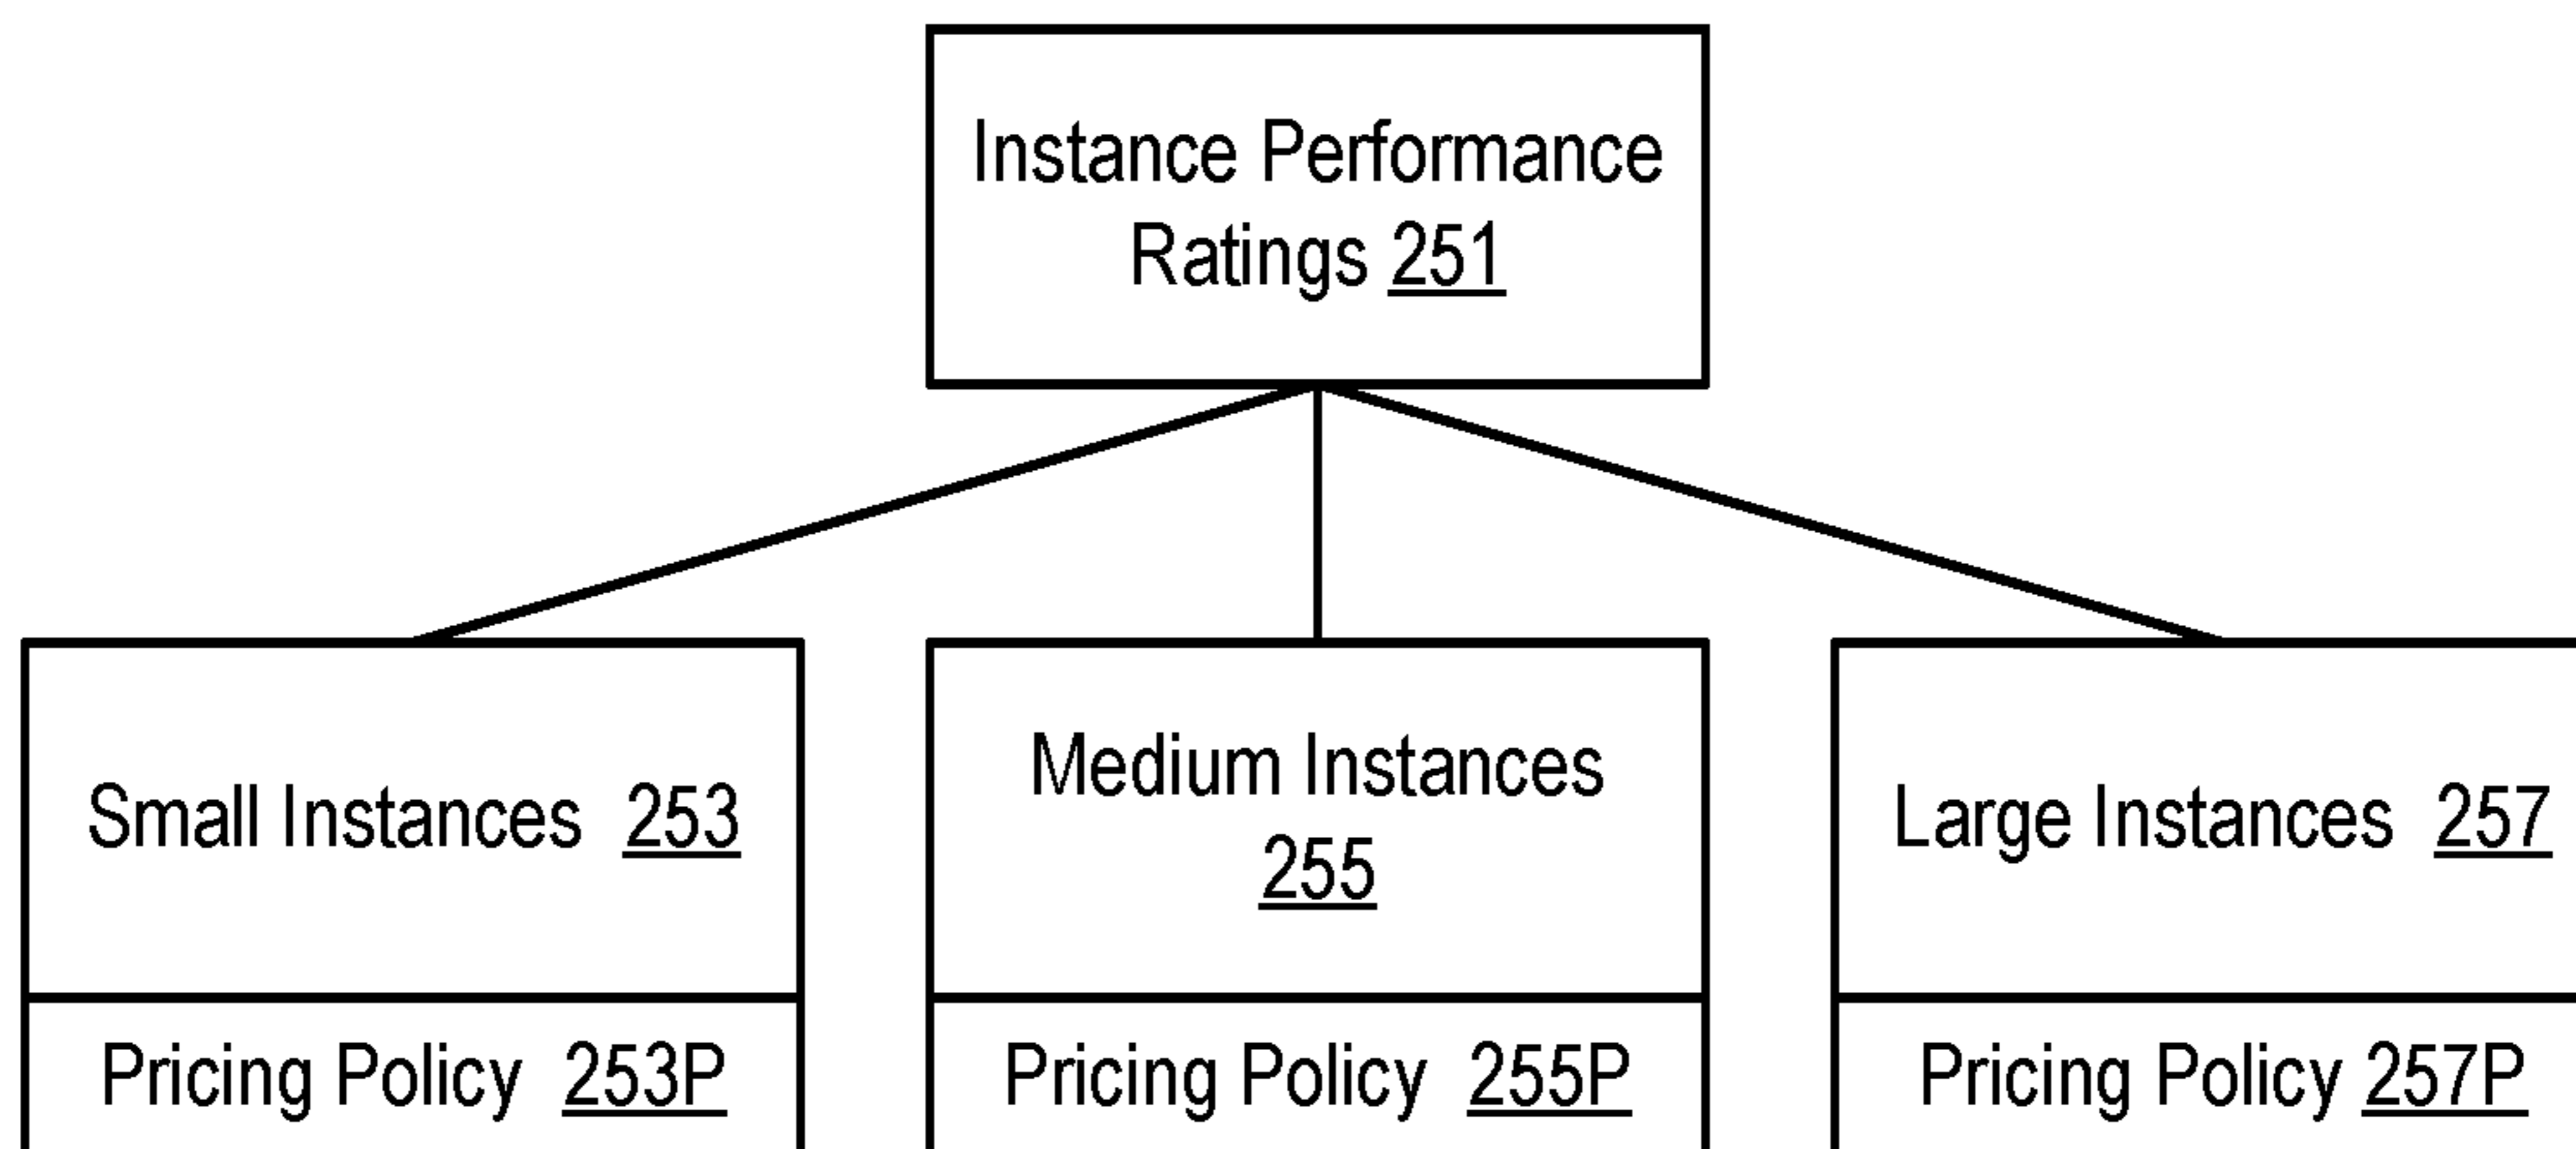 Instance Performance
Ratings 251
Small Instances 253
Medium Instances
255
Large Instances 257
Pricing Policy 253P
Pricing Policy 255P
Pricing Policy 257P